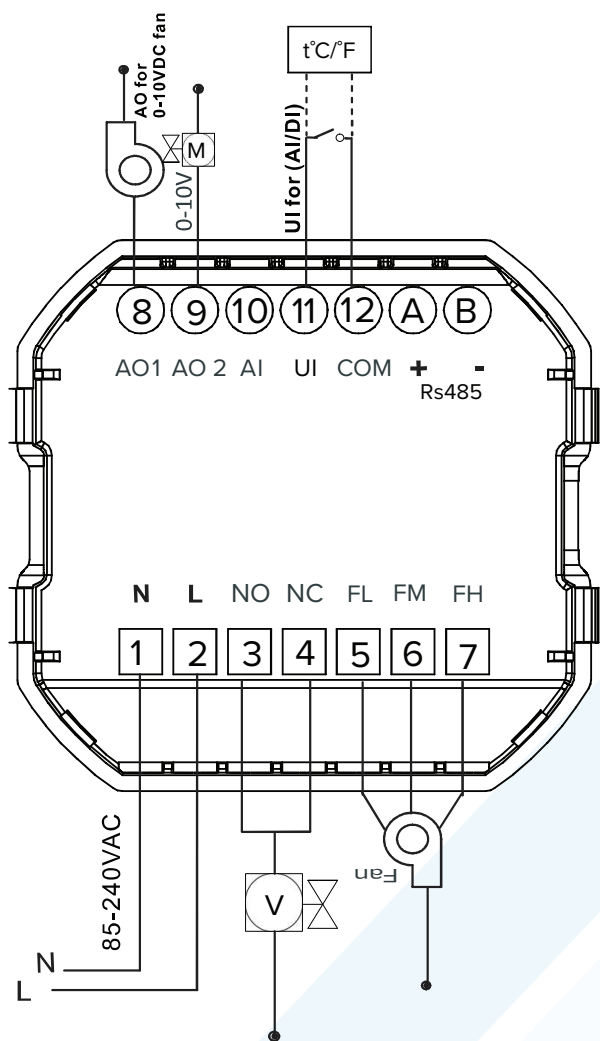 AO for
0-10VDC fan
t°C/°F
M
0-10V
UI for (AI/DI)
8 9 10 11 12 A B
AO1 AO 2 AI UI COM + -
Rs485
N L NO NC FL FM FH
1 2 3 4 5 6 7
85-240VAC
Fan
V
N
L